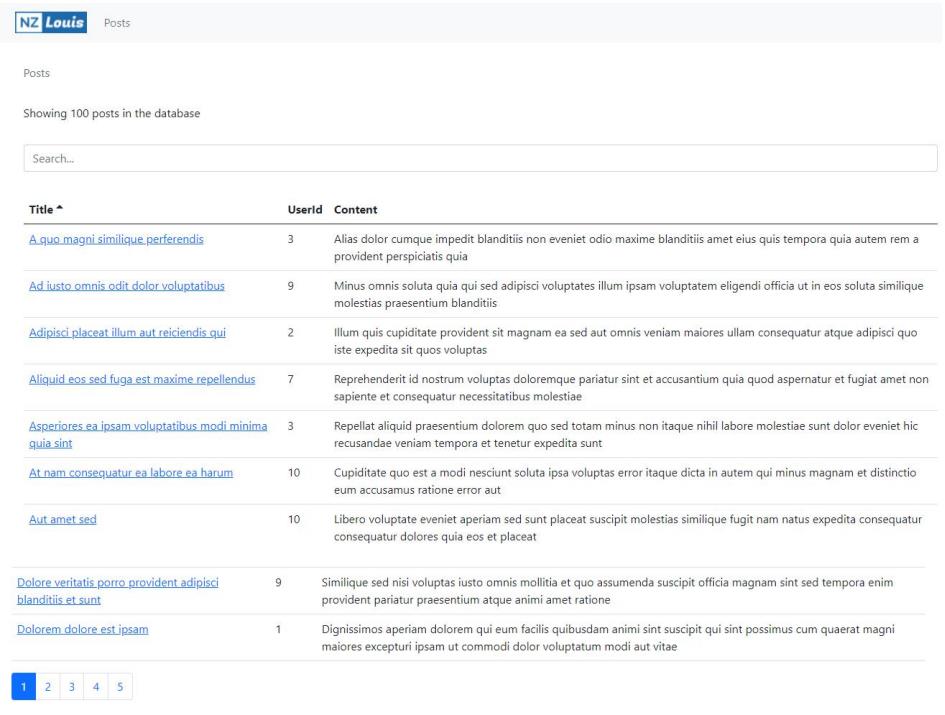 NZ Louis Posts
Posts
Showing 100 posts in the database
Search...
Title UserId Content
A quo magni similique perferendis 3 Alias dolor cumque impedit blanditiis non eveniet odio maxime blanditiis amet eius quis tempora quia autem rem a
provident perspiciatis quia
Ad iusto omnis odit dolor voluptatibus 9 Minus omnis soluta quia qui sed adipisci voluptates illum ipsam voluptatem eligendi officia ut in eos soluta similique
molestias praesentium blanditiis
Adipisci placeat illum aut reiciendis qui 2 Illum quis cupiditate provident sit magnam ea sed aut omnis veniam maiores ullam consequatur atque adipisci quo
iste expedita sit quos voluptas
Aliquid eos sed fuga est maxime repellendus 7 Reprehenderit id nostrum voluptas doloremque pariatur sint et accusantium quia quod aspernatur et fugiat amet non
sapiente et consequatur necessitatibus molestiae
Asperiores ea ipsam voluptatibus modi minima 3 Repellat aliquid praesentium dolorem quo sed totam minus non itaque nihil labore molestiae sunt dolor eveniet hic
quia sint recusandae veniam tempora et tenetur expedita sunt
At nam consequatur ea labore ea harum 10 Cupiditate quo est a modi nesciunt soluta ipsa voluptas error itaque dicta in autem qui minus magnam et distinctio
eum accusamus ratione error aut
Aut amet sed 10 Libero voluptate eveniet aperiam sed sunt placeat suscipit molestias similique fugit nam natus expedita consequatur
consequatur dolores quia eos et placeat
Dolore veritatis porro provident adipisci 9 Similique sed nisi voluptas iusto omnis mollitia et quo assumenda suscipit officia magnam sint sed tempora enim
blanditiis et sunt provident pariatur praesentium atque animi amet ratione
Dolorem dolore est ipsam 1 Dignissimos aperiam dolorem qui eum facilis quibusdam animi sint suscipit qui sint possimus cum quaerat magni
maiores excepturi ipsam ut commodi dolor voluptatum modi aut vitae
1 2 3 4 5